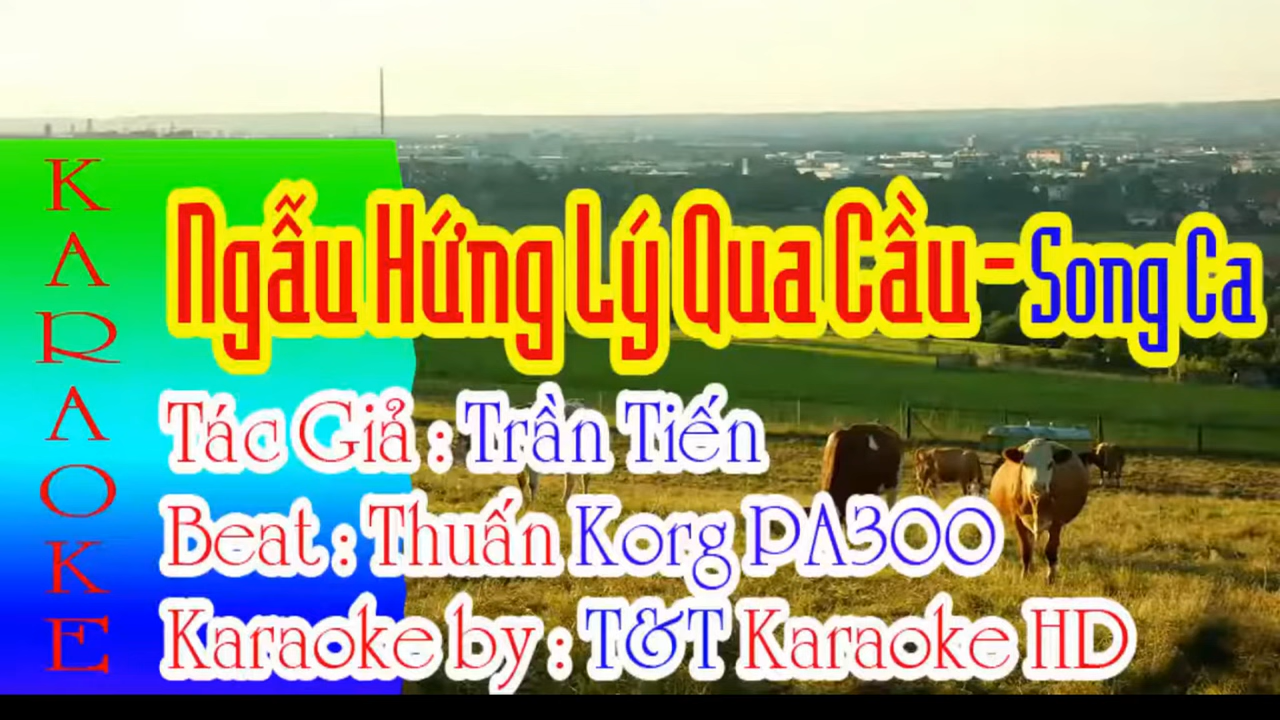 KARAOKE
Ngẫu Hứng Lý Qua Cầu - Song Ca
Tác Giả : Trần Tiến
Beat : Thuấn Korg PA300
Karaoke by : T&T Karaoke HD